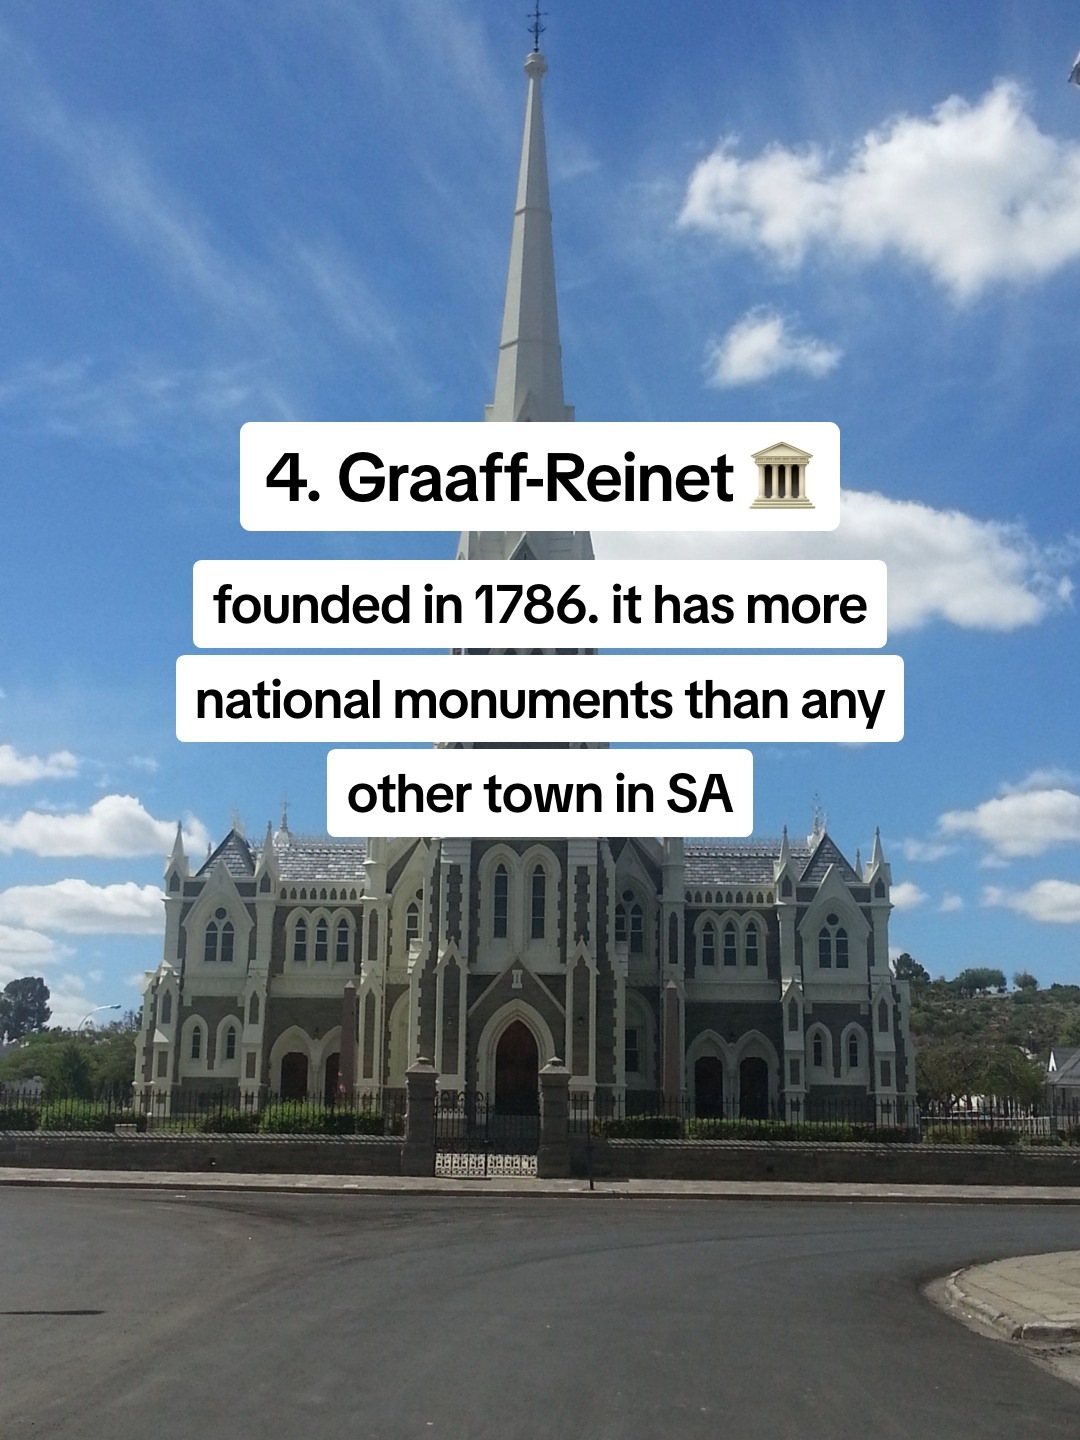 4. Graaff-Reinet 🏛️
founded in 1786. it has more
national monuments than any
other town in SA